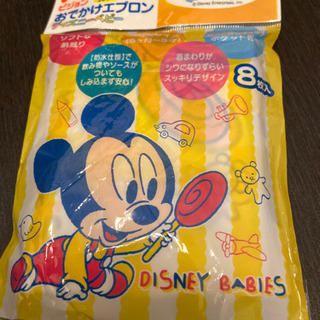 © Disney Enterprises, Inc.
ピジョン
おでかけエプロン
ソフトな
肌触り
【防水仕様】で
飲み物やソースが
ついても
しみ込まず安心!
首まわりが
シワになりずらい
スッキリデザイン
8枚入
DISNEY BABIES